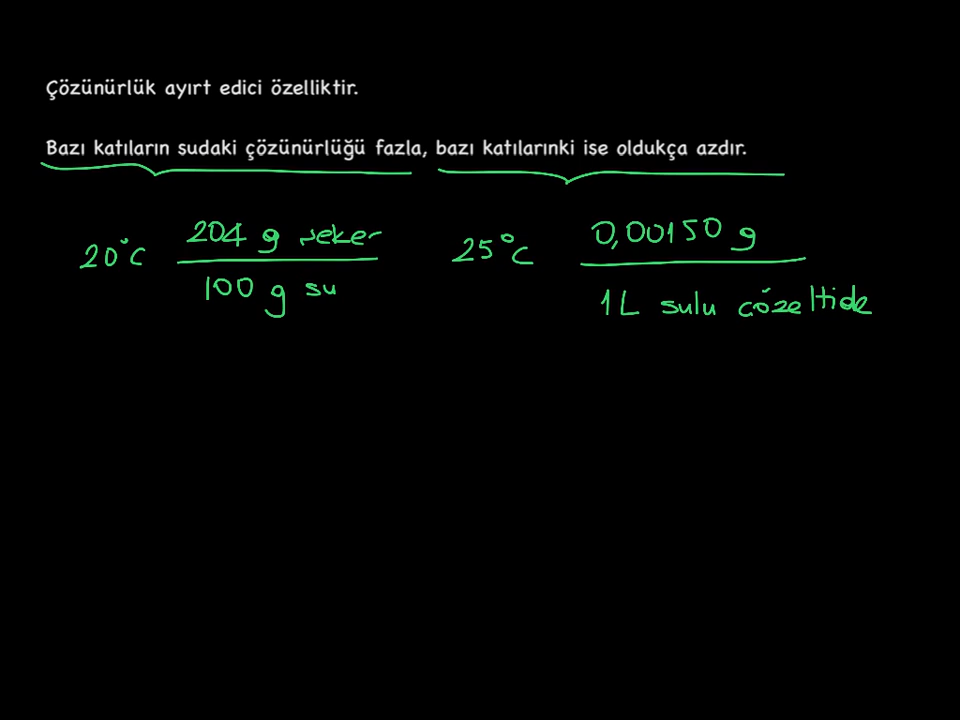 Çözünürlük ayırt edici özelliktir.
Bazı katıların sudaki çözünürlüğü fazla, bazı katılarınki ise oldukça azdır.
20°C 204 g şeker 25°C 0,00150 g
100 g su 1L sulu çözeltide